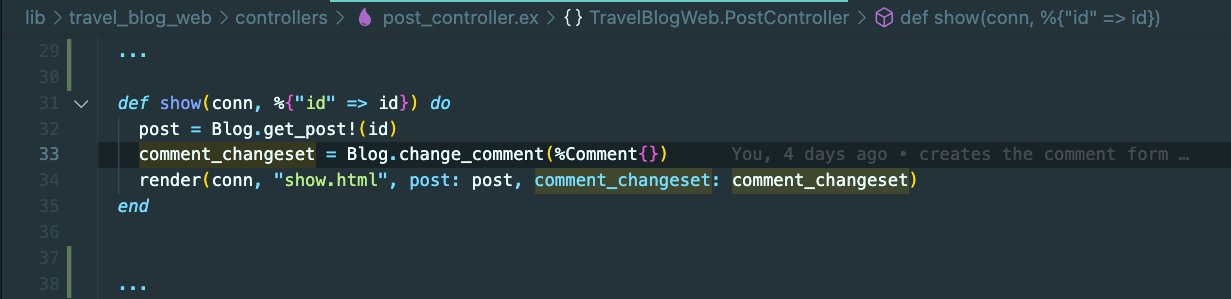 lib > travel_blog_web > controllers > post_controller.ex > {} TravelBlogWeb.PostController > def show(conn, %{"id" => id})
29 ...
30
31 def show(conn, %{"id" => id}) do
32 post = Blog.get_post!(id)
33 comment_changeset = Blog.change_comment(%Comment{}) You, 4 days ago • creates the comment form …
34 render(conn, "show.html", post: post, comment_changeset: comment_changeset)
35 end
36
37
38 ...